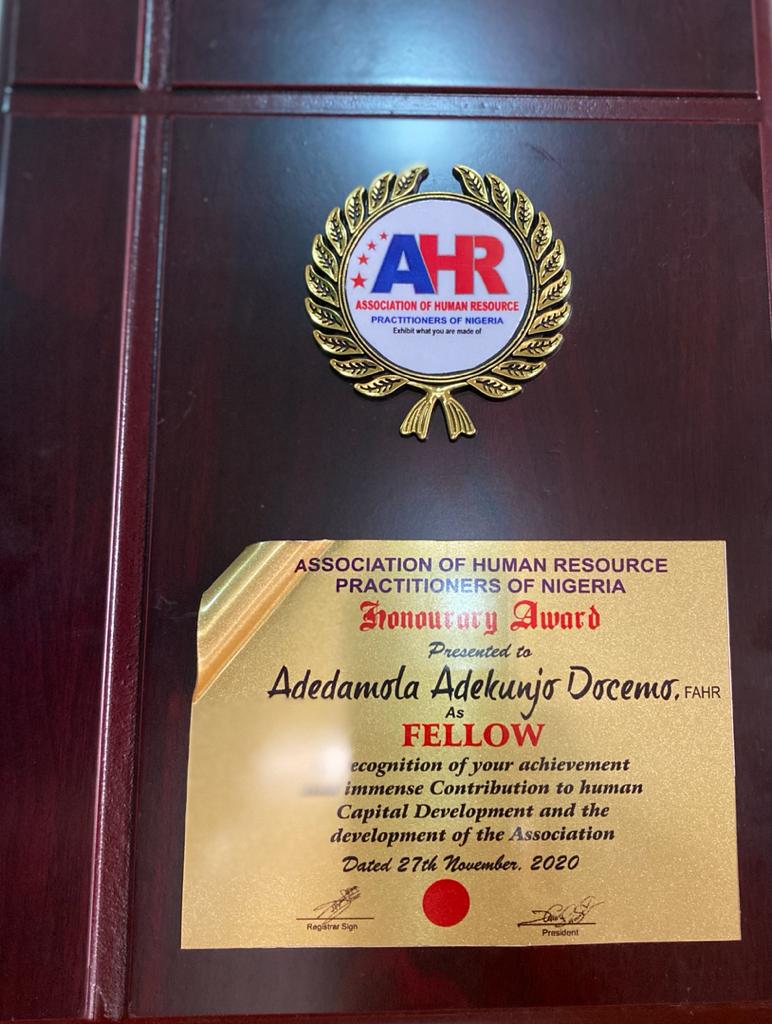 AHR
ASSOCIATION OF HUMAN RESOURCE
PRACTITIONERS OF NIGERIA
Exhibit what you are made of
ASSOCIATION OF HUMAN RESOURCE
PRACTITIONERS OF NIGERIA
Honourary Award
Presented to
Adedamola Adekunjo Docemo, FAHR
As
FELLOW
ecognition of your achievement
immense Contribution to human
Capital Development and the
development of the Association
Dated 27th November, 2020
Registrar Sign
President